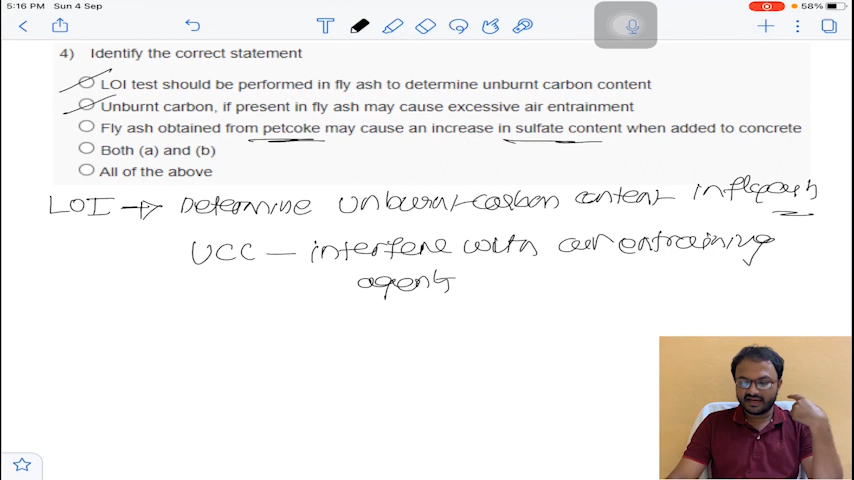 5:16 PM Sun 4 Sep
58%
4) Identify the correct statement
LOI test should be performed in fly ash to determine unburnt carbon content
Unburnt carbon, if present in fly ash may cause excessive air entrainment
Fly ash obtained from petcoke may cause an increase in sulfate content when added to concrete
Both (a) and (b)
All of the above
LOI → Determine unburnt carbon content in flyash
UCC — interfere with air entraining
agent